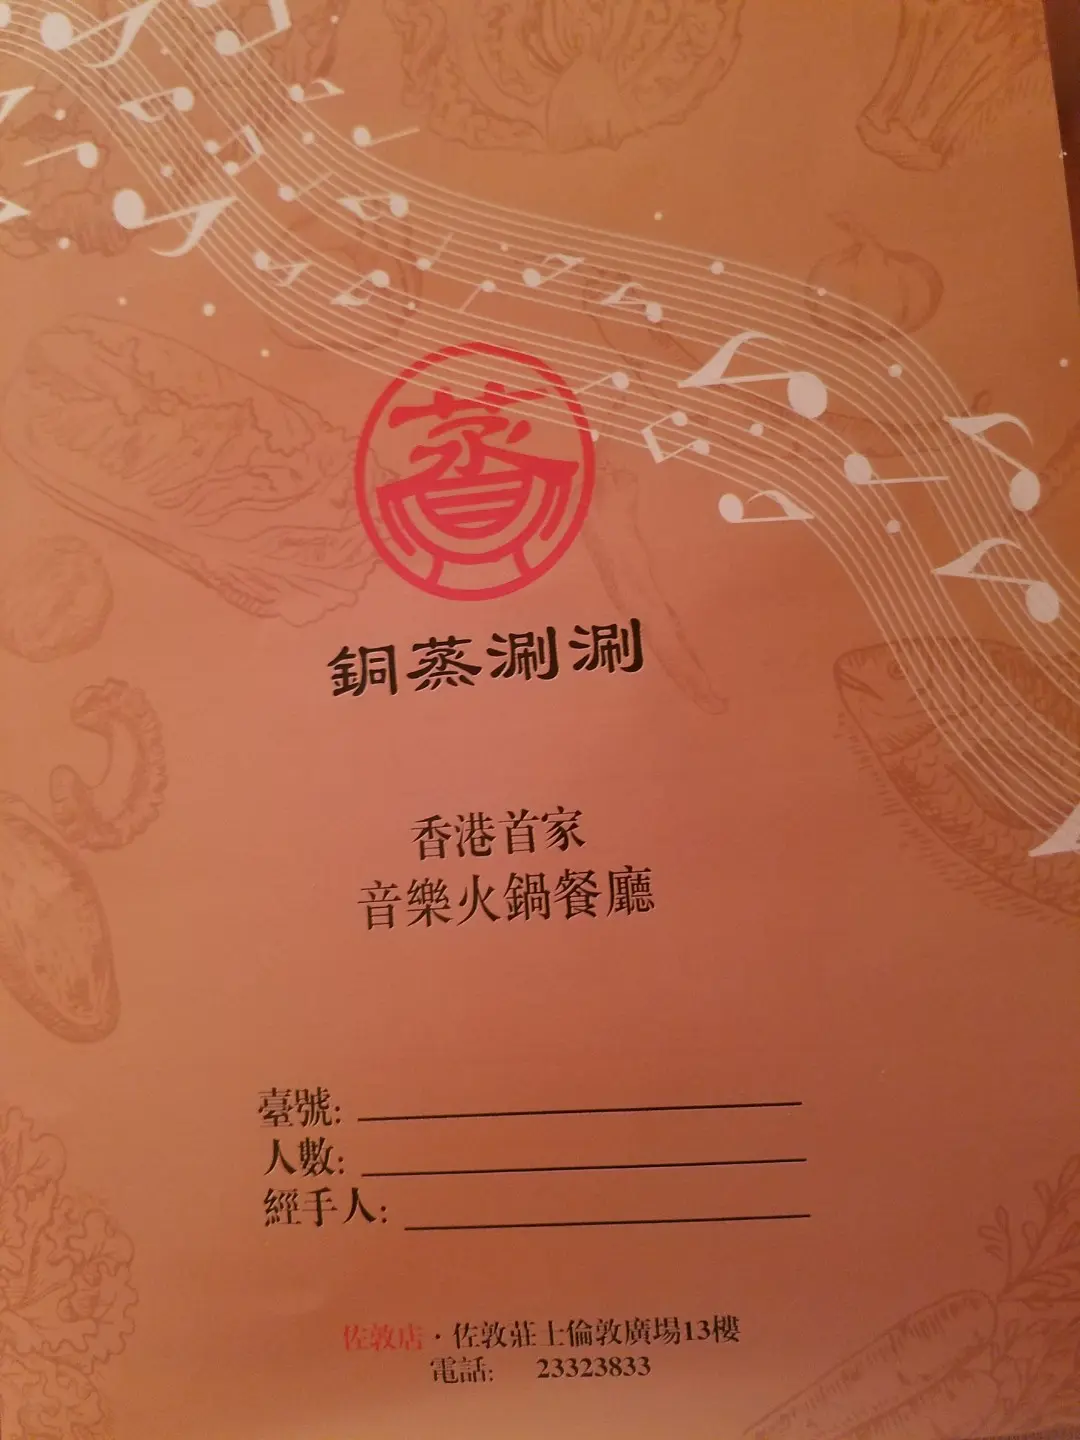 蒸
銅蒸涮涮
香港首家
音樂火鍋餐廳
臺號:
人數:
經手人:
佐敦店·佐敦莊士倫敦廣場13樓
電話: 23323833